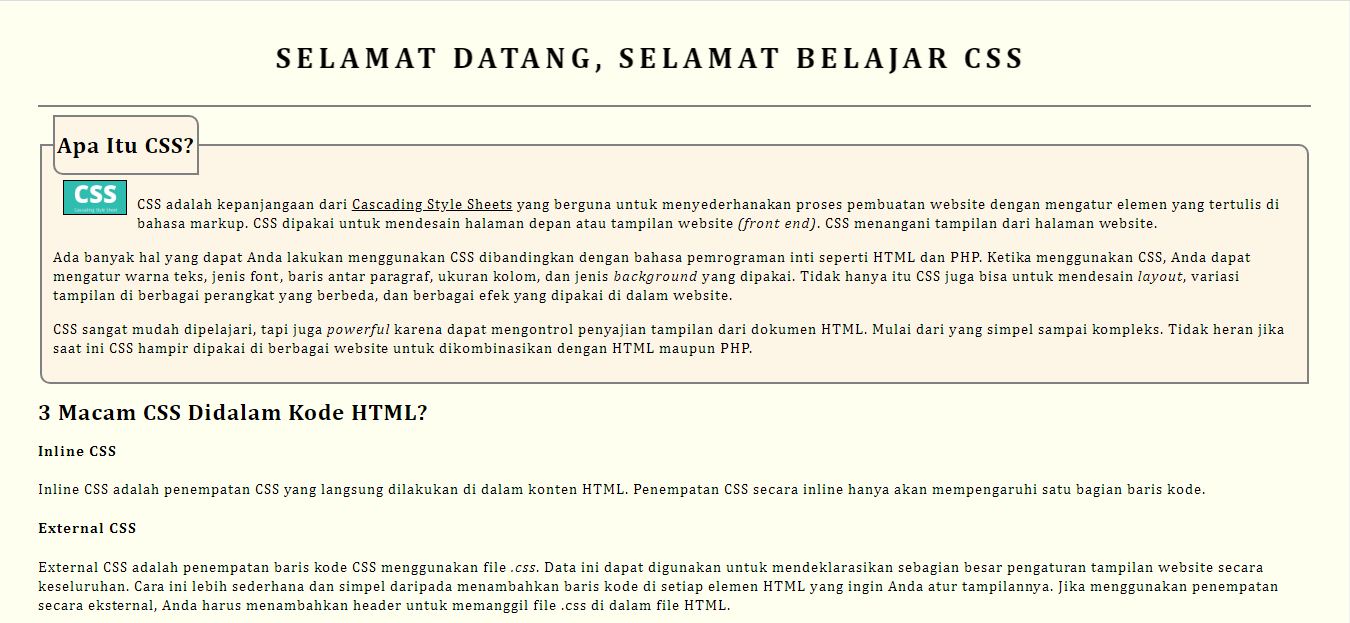 SELAMAT DATANG, SELAMAT BELAJAR CSS
Apa Itu CSS?
CSS
Cascading Style Sheet
CSS adalah kepanjangaan dari Cascading Style Sheets yang berguna untuk menyederhanakan proses pembuatan website dengan mengatur elemen yang tertulis di
bahasa markup. CSS dipakai untuk mendesain halaman depan atau tampilan website (front end). CSS menangani tampilan dari halaman website.
Ada banyak hal yang dapat Anda lakukan menggunakan CSS dibandingkan dengan bahasa pemrograman inti seperti HTML dan PHP. Ketika menggunakan CSS, Anda dapat
mengatur warna teks, jenis font, baris antar paragraf, ukuran kolom, dan jenis background yang dipakai. Tidak hanya itu CSS juga bisa untuk mendesain layout, variasi
tampilan di berbagai perangkat yang berbeda, dan berbagai efek yang dipakai di dalam website.
CSS sangat mudah dipelajari, tapi juga powerful karena dapat mengontrol penyajian tampilan dari dokumen HTML. Mulai dari yang simpel sampai kompleks. Tidak heran jika
saat ini CSS hampir dipakai di berbagai website untuk dikombinasikan dengan HTML maupun PHP.
3 Macam CSS Didalam Kode HTML?
Inline CSS
Inline CSS adalah penempatan CSS yang langsung dilakukan di dalam konten HTML. Penempatan CSS secara inline hanya akan mempengaruhi satu bagian baris kode.
External CSS
External CSS adalah penempatan baris kode CSS menggunakan file .css. Data ini dapat digunakan untuk mendeklarasikan sebagian besar pengaturan tampilan website secara
keseluruhan. Cara ini lebih sederhana dan simpel daripada menambahkan baris kode di setiap elemen HTML yang ingin Anda atur tampilannya. Jika menggunakan penempatan
secara eksternal, Anda harus menambahkan header untuk memanggil file .css di dalam file HTML.